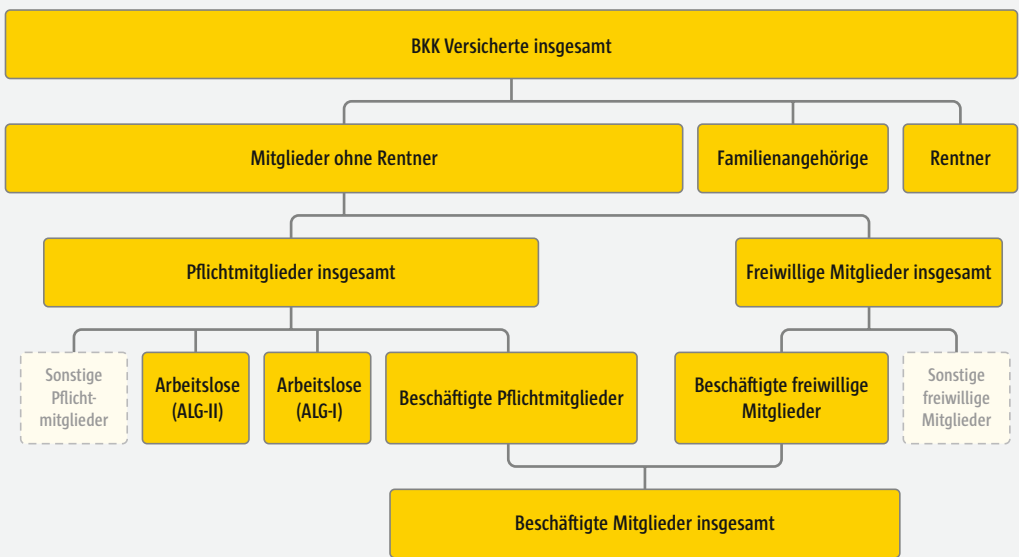 BKK Versicherte insgesamt
Mitglieder ohne Rentner
Familienangehörige
Rentner
Pflichtmitglieder insgesamt
Freiwillige Mitglieder insgesamt
Sonstige
Pflicht-
mitglieder
Arbeitslose
(ALG-II)
Arbeitslose
(ALG-I)
Beschäftigte Pflichtmitglieder
Beschäftigte freiwillige
Mitglieder
Sonstige
freiwillige
Mitglieder
Beschäftigte Mitglieder insgesamt